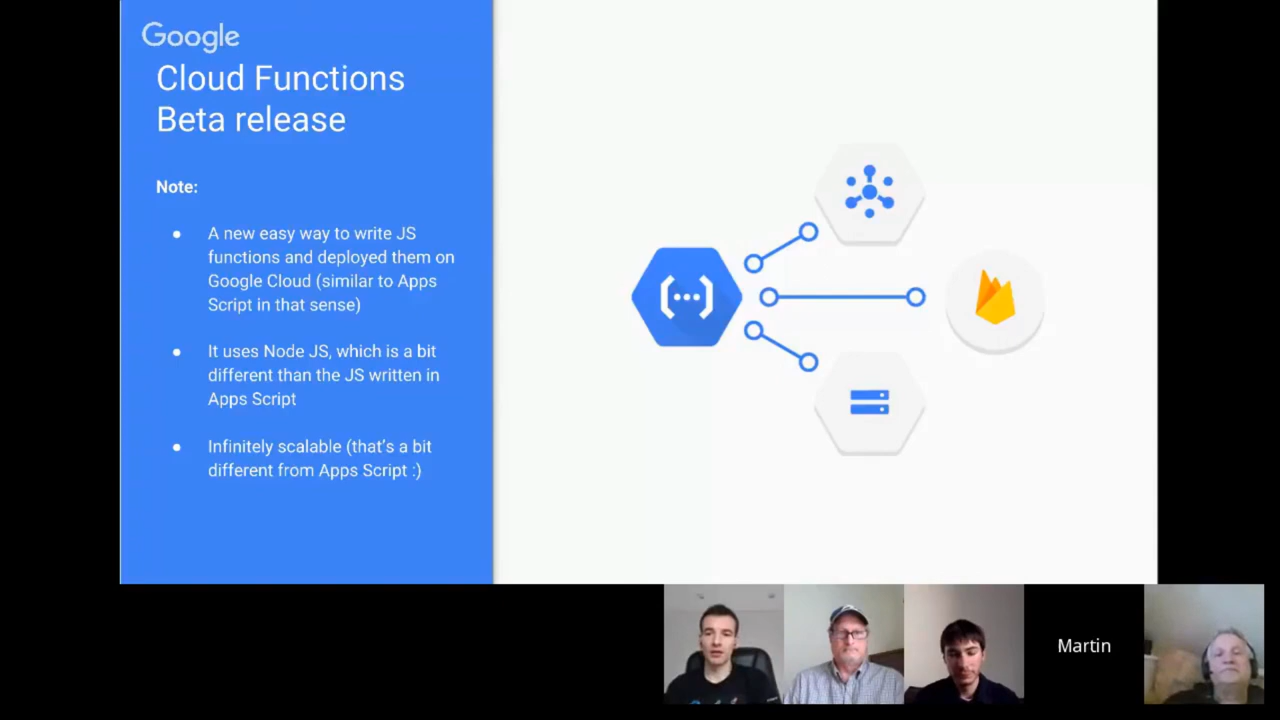 Google
Cloud Functions
Beta release
Note:
● A new easy way to write JS
functions and deployed them on
Google Cloud (similar to Apps
Script in that sense)
● It uses Node JS, which is a bit
different than the JS written in
Apps Script
● Infinitely scalable (that's a bit
different from Apps Script :)
Martin